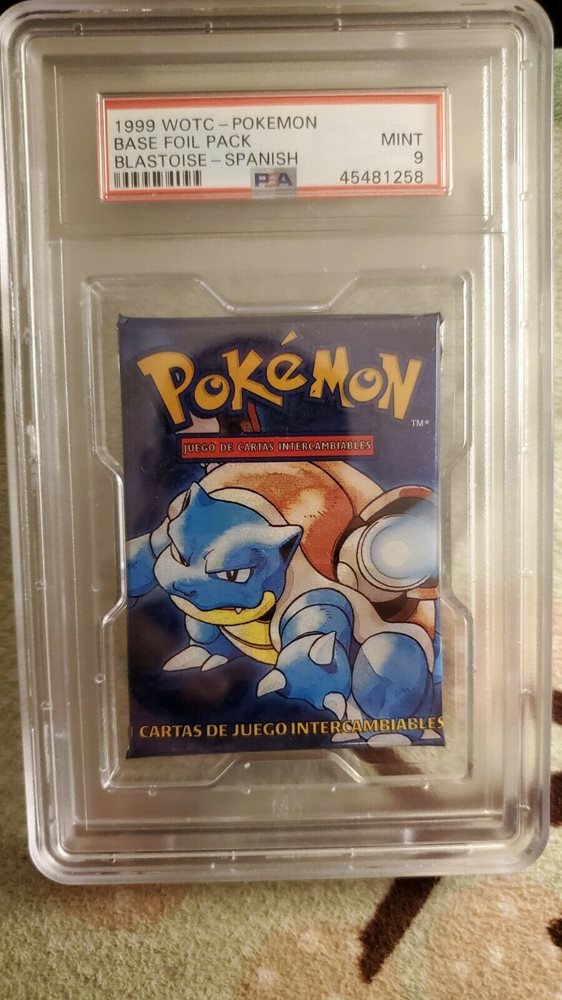 1999 WOTC-POKEMON
BASE FOIL PACK MINT
BLASTOISE-SPANISH 9
PSA 45481258
POKéMON
TM*
JUEGO DE CARTAS INTERCAMBIABLES
CARTAS DE JUEGO INTERCAMBIABLES